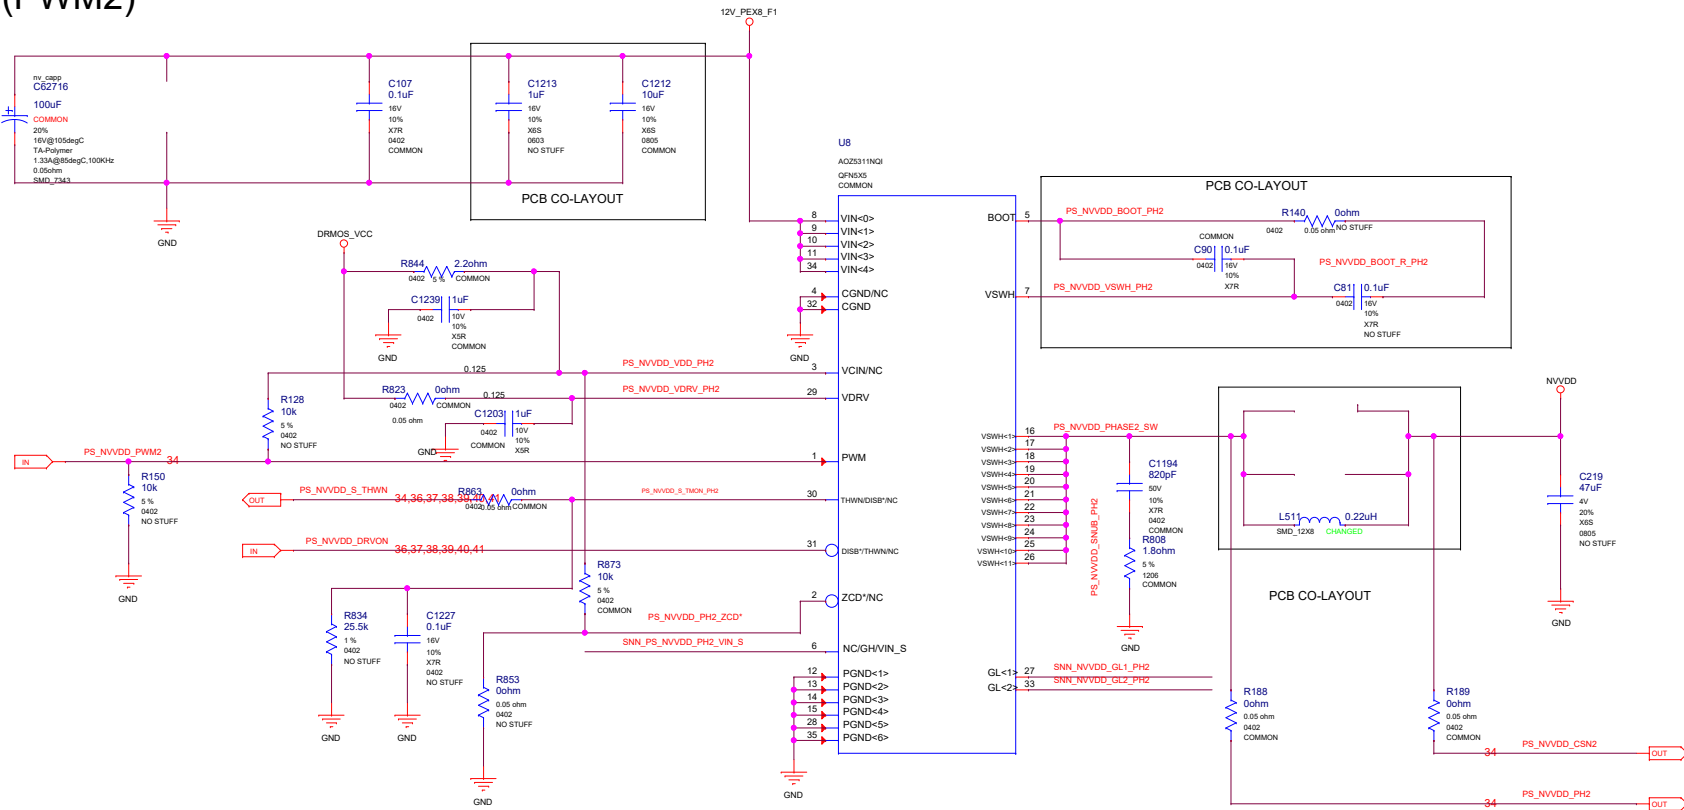 (PWM2)
12V_PEX8_F1
nv_capp
C62716
100uF
COMMON
20%
16V@105degC
TA-Polymer
1.33A@85degC,100KHz
0.05ohm
SMD_7343
GND
C107
0.1uF
16V
10%
X7R
0402
COMMON
C1213
1uF
16V
10%
X6S
0603
NO STUFF
C1212
10uF
16V
10%
X6S
0805
COMMON
PCB CO-LAYOUT
U8
AOZ5311NQI
QFN5X5
COMMON
8 VIN<0>
9 VIN<1>
10 VIN<2>
11 VIN<3>
34 VIN<4>
4 CGND/NC
32 CGND
GND
3 VCIN/NC
29 VDRV
1 PWM
30 THWN/DISB*/NC
31 DISB*/THWN/NC
2 ZCD*/NC
6 NC/GH/VIN_S
12 PGND<1>
13 PGND<2>
14 PGND<3>
15 PGND<4>
28 PGND<5>
35 PGND<6>
GND
BOOT 5
VSWH 7
VSWH<1> 16
VSWH<2> 17
VSWH<3> 18
VSWH<4> 19
VSWH<5> 20
VSWH<6> 21
VSWH<7> 22
VSWH<8> 23
VSWH<9> 24
VSWH<10> 25
VSWH<11> 26
GL<1> 27
GL<2> 33
DRMOS_VCC
R844 2.2ohm
0402 5 % COMMON
C1239 1uF
0402 10V
10%
X5R
COMMON
GND
0.125
PS_NVVDD_VDD_PH2
R823 0ohm
0402 COMMON
0.05 ohm
0.125
PS_NVVDD_VDRV_PH2
C1203 1uF
0402 10V
COMMON 10%
X5R
GND
R128
10k
5 %
0402
NO STUFF
IN
PS_NVVDD_PWM2
34
R150
10k
5 %
0402
NO STUFF
GND
OUT
PS_NVVDD_S_THWN
34,36,37,38,39,40,41
R863 0ohm
0402 0.05 ohm COMMON
PS_NVVDD_S_TMON_PH2
IN
PS_NVVDD_DRVON
36,37,38,39,40,41
R873
10k
5 %
0402
COMMON
PS_NVVDD_PH2_ZCD*
SNN_PS_NVVDD_PH2_VIN_S
R834
25.5k
1 %
0402
NO STUFF
GND
C1227
0.1uF
16V
10%
X7R
0402
NO STUFF
GND
R853
0ohm
0.05 ohm
0402
NO STUFF
GND
PCB CO-LAYOUT
PS_NVVDD_BOOT_PH2
R140 0ohm
0402 0.05 ohm NO STUFF
COMMON
C90 0.1uF
0402 16V
10%
X7R
PS_NVVDD_BOOT_R_PH2
PS_NVVDD_VSWH_PH2
C81 0.1uF
0402 16V
10%
X7R
NO STUFF
PS_NVVDD_PHASE2_SW
C1194
820pF
50V
10%
X7R
0402
COMMON
PS_NVVDD_SNUB_PH2
R808
1.8ohm
5 %
1206
COMMON
GND
L511 0.22uH
SMD_12X8 CHANGED
PCB CO-LAYOUT
NVVDD
C219
47uF
4V
20%
X6S
0805
NO STUFF
GND
SNN_NVVDD_GL1_PH2
SNN_NVVDD_GL2_PH2
R188
0ohm
0.05 ohm
0402
COMMON
R189
0ohm
0.05 ohm
0402
COMMON
34 PS_NVVDD_CSN2 OUT
34 PS_NVVDD_PH2 OUT